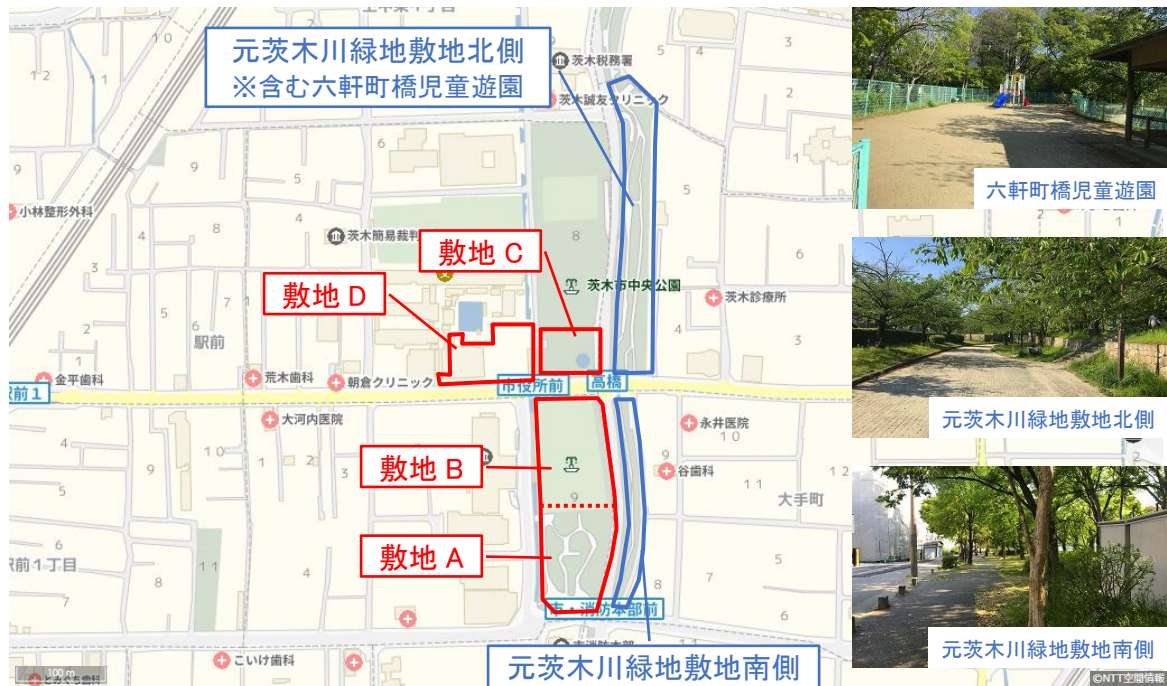 元茨木川緑地敷地北側
※含む六軒町橋児童遊園
茨木税務署
茨木誠友クリニック
小林整形外科
茨木簡易裁判
敷地 C
敷地 D
茨木市中央公園
茨木診療所
駅前
金平歯科
荒木歯科
朝倉クリニック
市役所前
高橋
前1
大河内医院
永井医院
敷地 B
谷歯科
大手町
敷地 A
駅前1丁目
市・消防本部前
こいけ歯科
元茨木川緑地敷地南側
100 m
六軒町橋児童遊園
元茨木川緑地敷地北側
元茨木川緑地敷地南側
©NTT空間情報